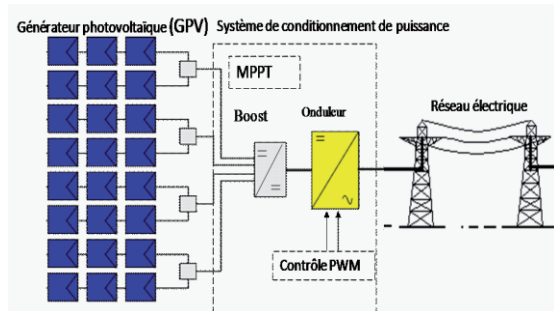 Générateur photovoltaïque (GPV) Système de conditionnement de puissance
MPPT
Boost
Onduleur
Réseau électrique
Contrôle PWM